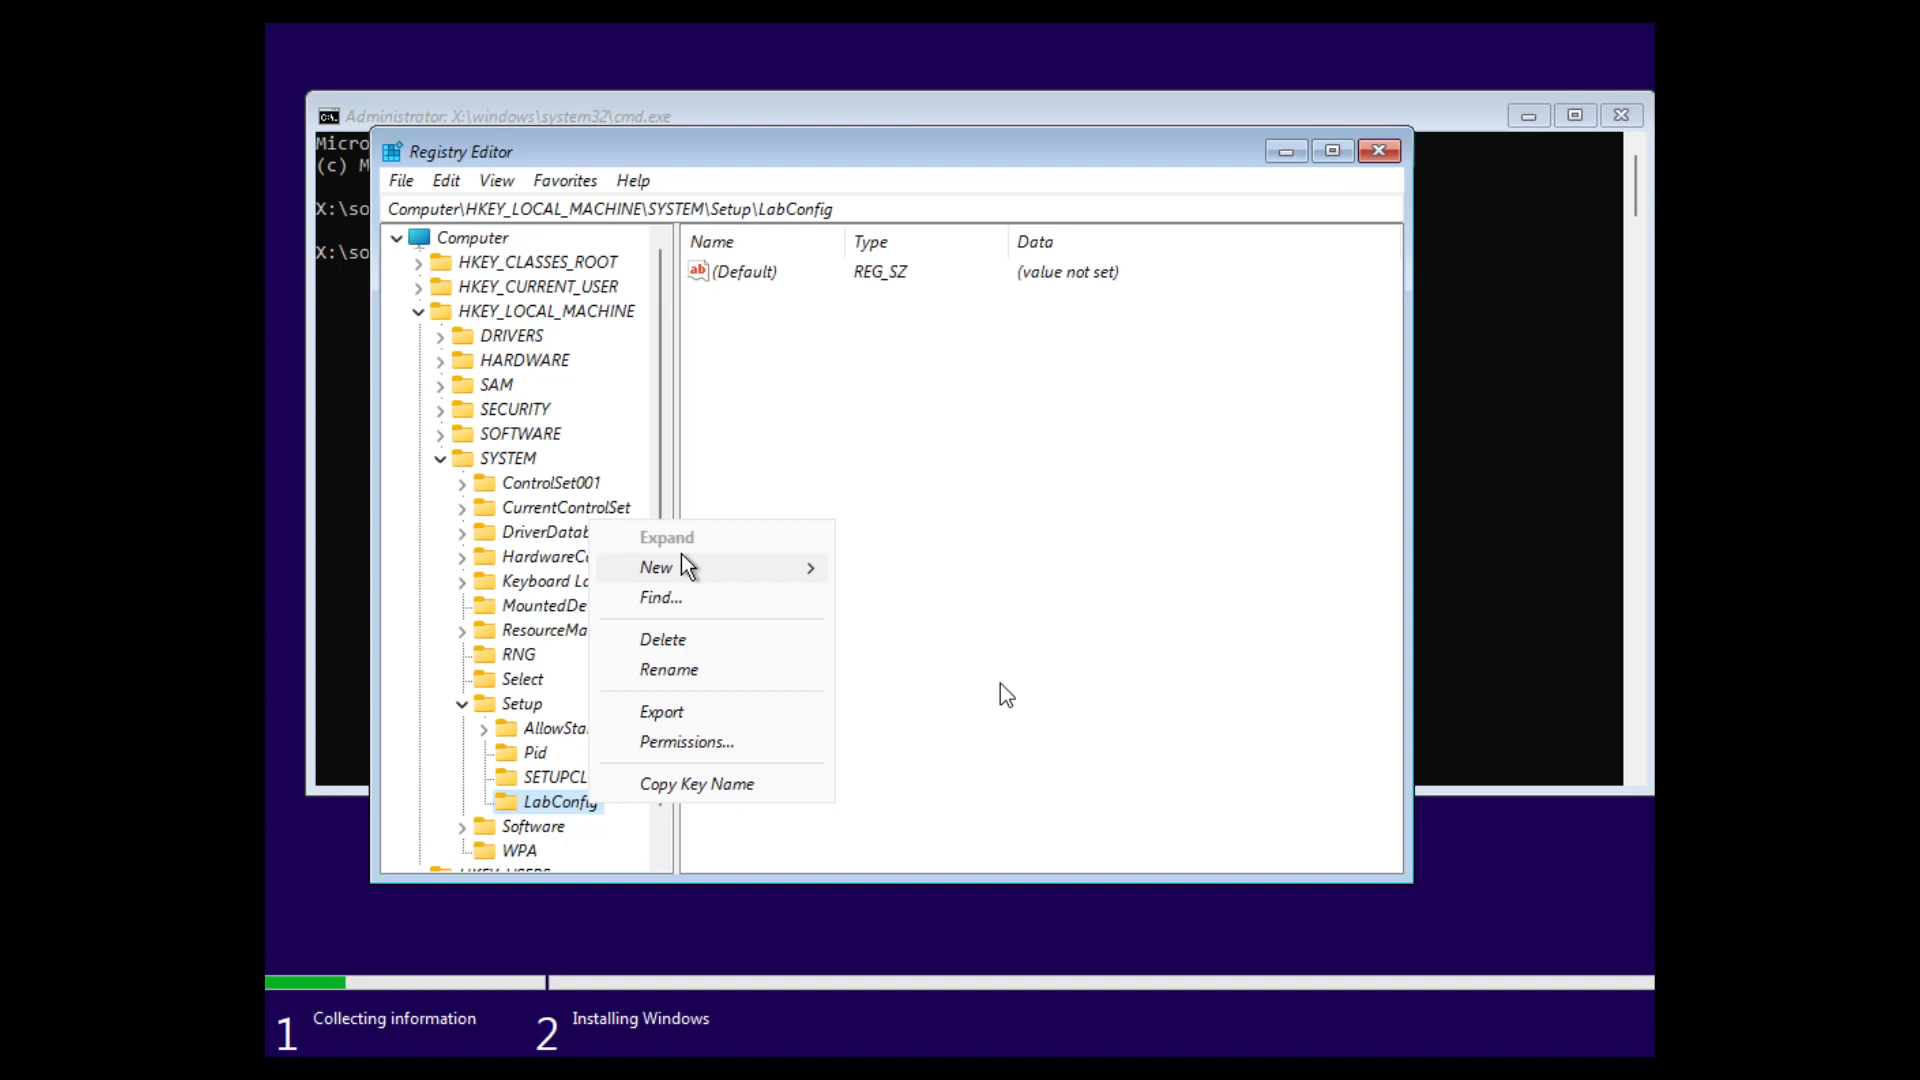 Administrator: X:\windows\system32\cmd.exe
Micro
(c) M
X:\so
X:\so
Registry Editor
File Edit View Favorites Help
Computer\HKEY_LOCAL_MACHINE\SYSTEM\Setup\LabConfig
Computer
HKEY_CLASSES_ROOT
HKEY_CURRENT_USER
HKEY_LOCAL_MACHINE
DRIVERS
HARDWARE
SAM
SECURITY
SOFTWARE
SYSTEM
ControlSet001
CurrentControlSet
DriverDatab
HardwareCo
Keyboard Lo
MountedDe
ResourceMa
RNG
Select
Setup
AllowSta
Pid
SETUPCL
LabConfig
Software
WPA
HKEY_USERS
Name Type Data
(Default) REG_SZ (value not set)
Expand
New
Find...
Delete
Rename
Export
Permissions...
Copy Key Name
1 Collecting information
2 Installing Windows